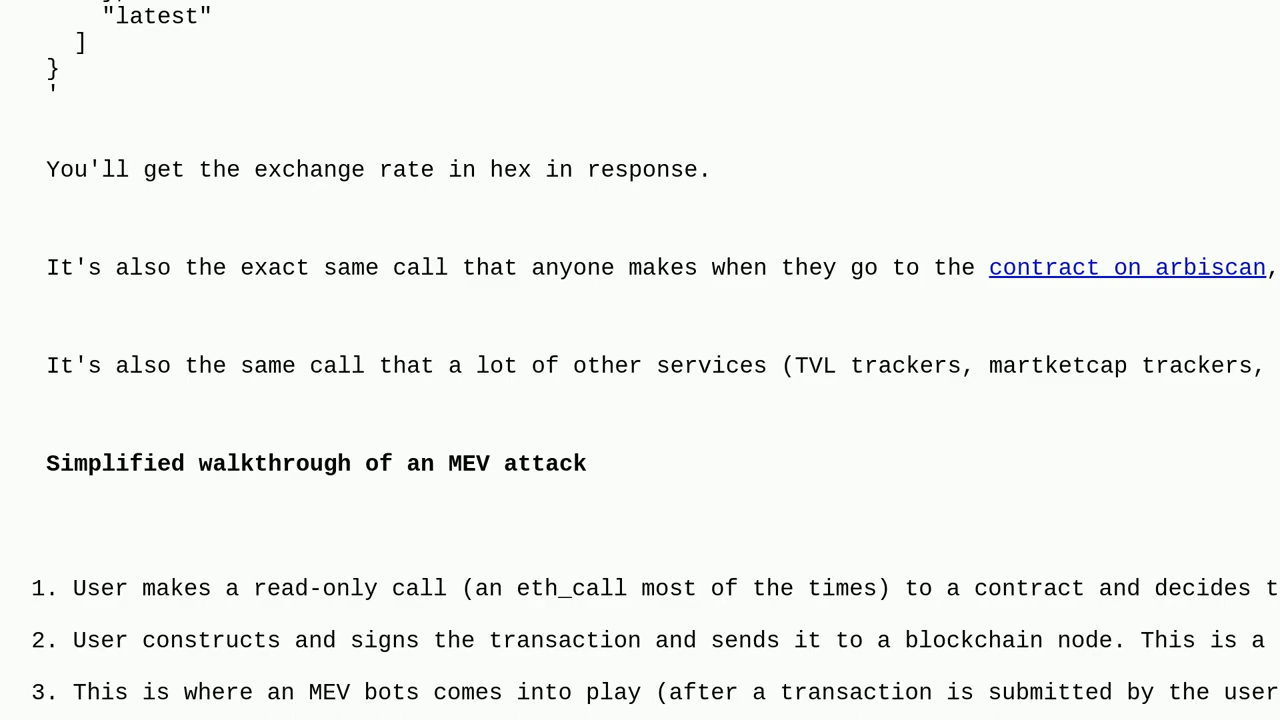 "latest"
]
}
'
You'll get the exchange rate in hex in response.
It's also the exact same call that anyone makes when they go to the contract on arbiscan,
It's also the same call that a lot of other services (TVL trackers, martketcap trackers,
Simplified walkthrough of an MEV attack
1. User makes a read-only call (an eth_call most of the times) to a contract and decides t
2. User constructs and signs the transaction and sends it to a blockchain node. This is a
3. This is where an MEV bots comes into play (after a transaction is submitted by the user